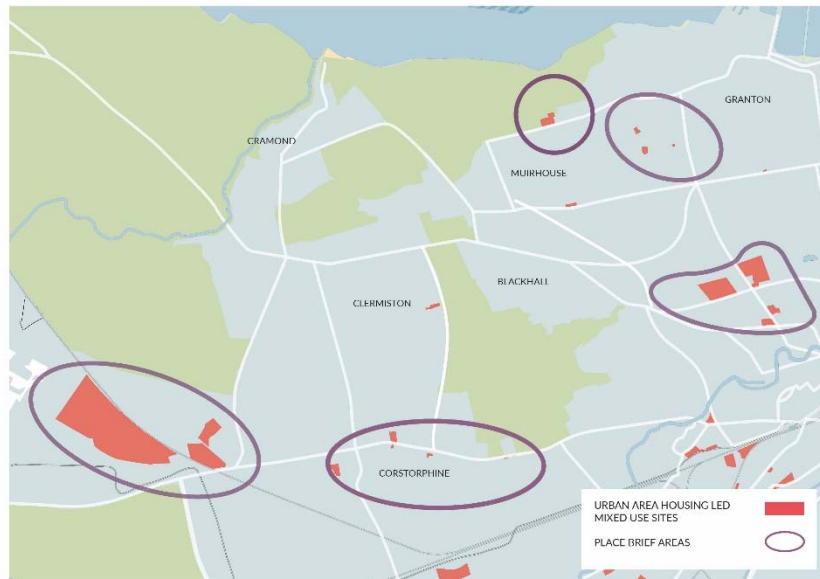 GRANTON
CRAMOND
MUIRHOUSE
BLACKHALL
CLERMISTON
CORSTORPHINE
URBAN AREA HOUSING LED
MIXED USE SITES
PLACE BRIEF AREAS